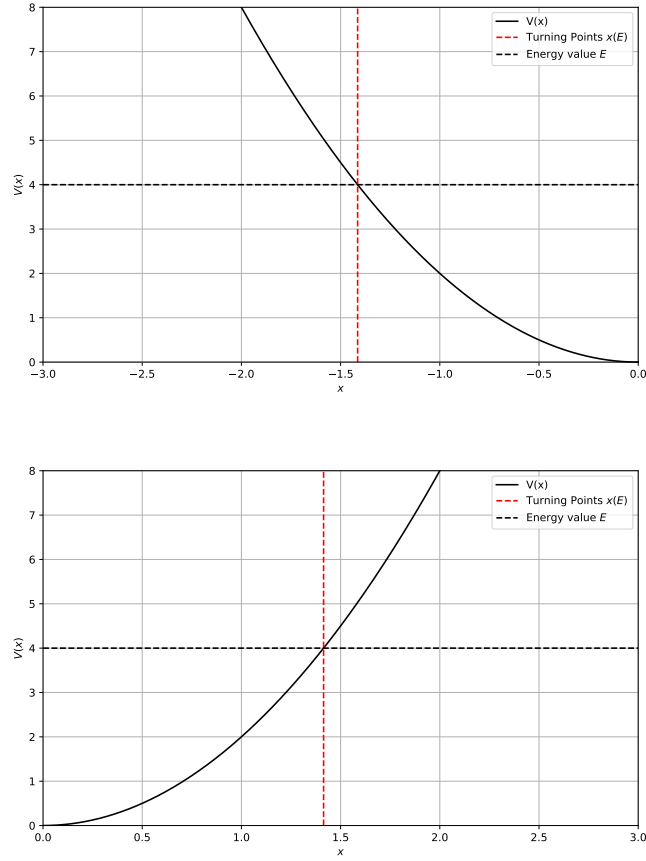 8
7
6
5
4
3
2
1
0
V(x)
V(x)
Turning Points x(E)
Energy value E
−3.0 −2.5 −2.0 −1.5 −1.0 −0.5 0.0
x
8
7
6
5
4
3
2
1
0
V(x)
V(x)
Turning Points x(E)
Energy value E
0.0 0.5 1.0 1.5 2.0 2.5 3.0
x